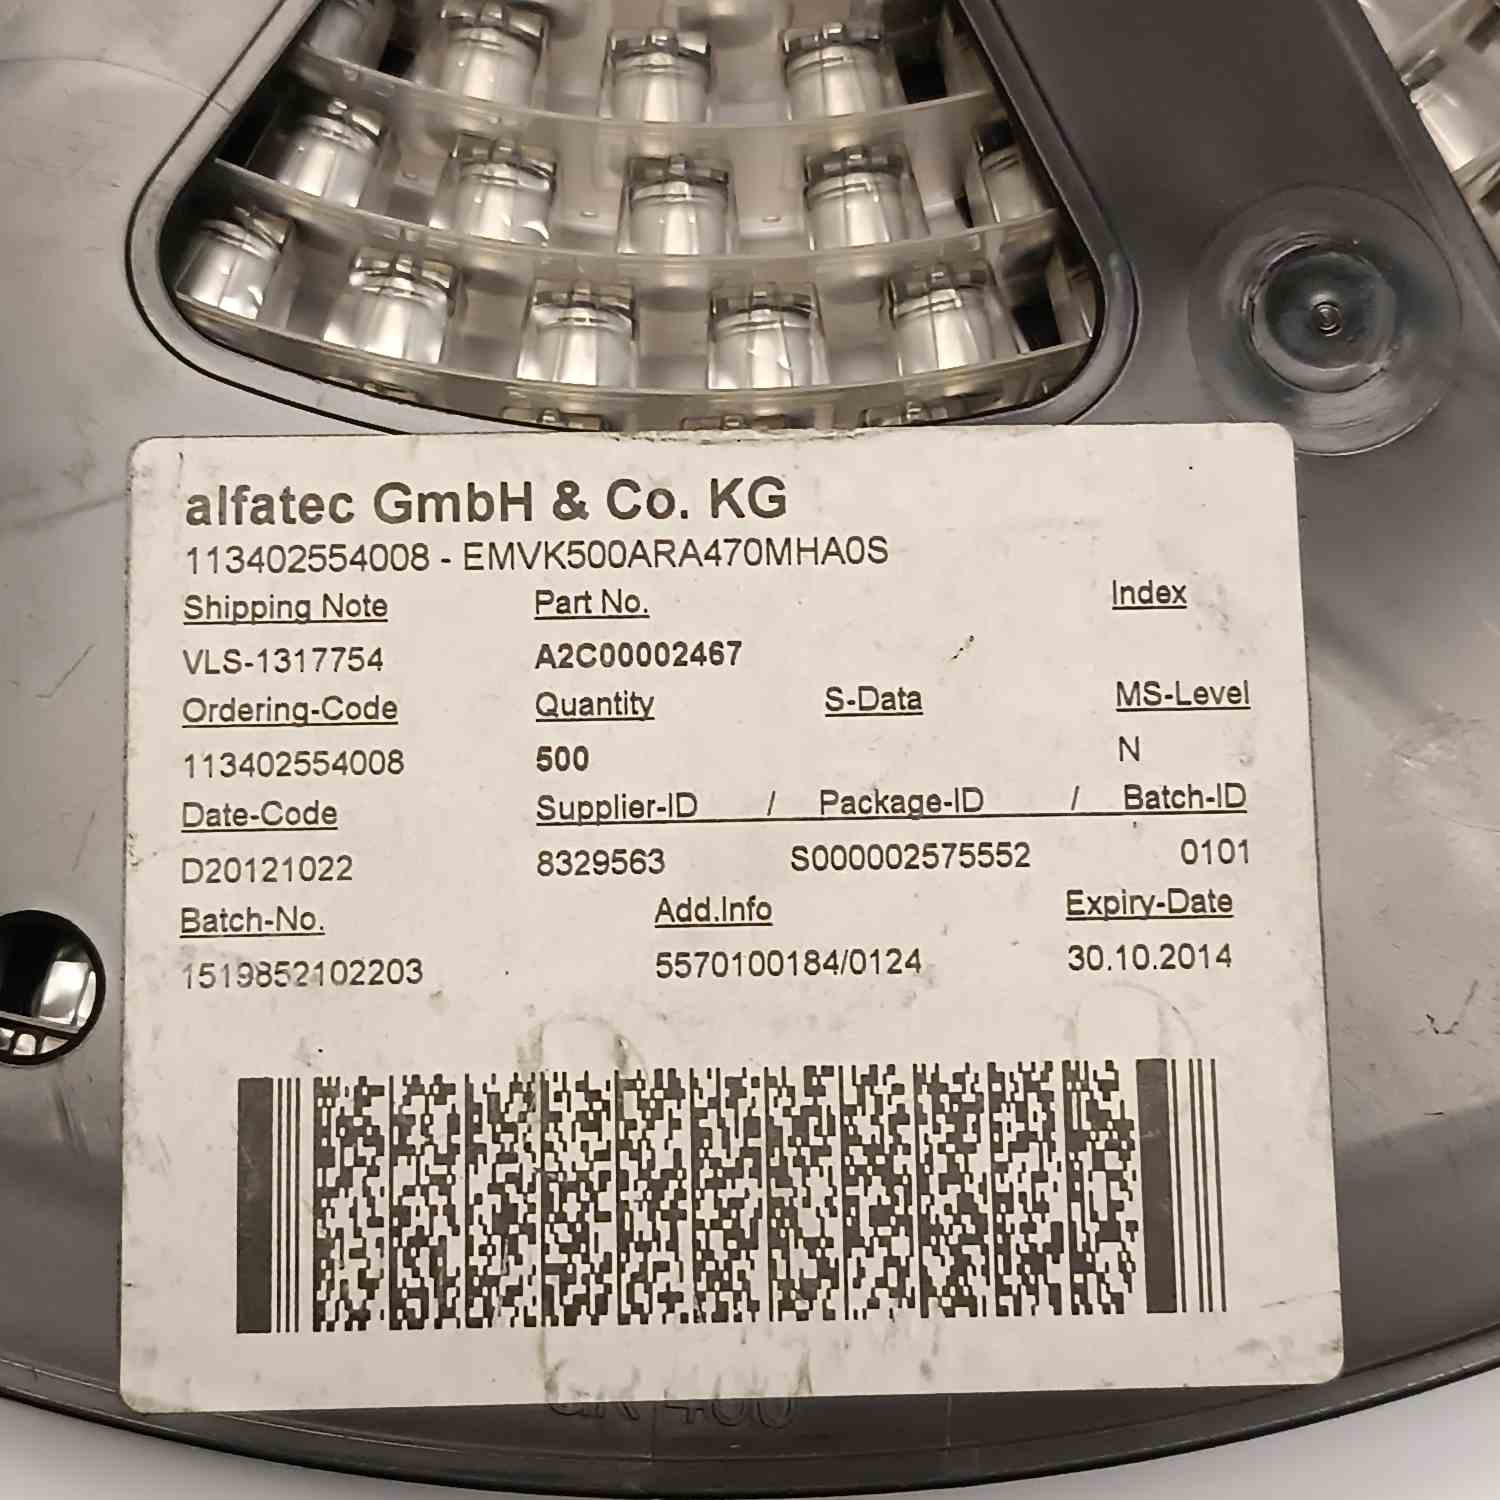 alfatec GmbH & Co. KG
113402554008 - EMVK500ARA470MHA0S
Shipping Note Part No. Index
VLS-1317754 A2C00002467
Ordering-Code Quantity S-Data MS-Level
113402554008 500 N
Date-Code Supplier-ID / Package-ID / Batch-ID
D20121022 8329563 S000002575552 0101
Batch-No. Add.Info Expiry-Date
1519852102203 5570100184/0124 30.10.2014